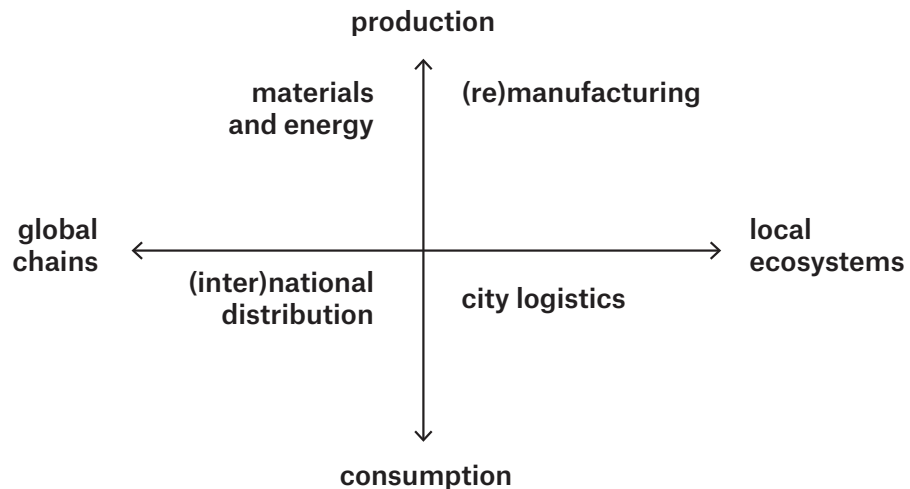 production
materials
and energy
(re)manufacturing
global
chains
local
ecosystems
(inter)national
distribution
city logistics
consumption